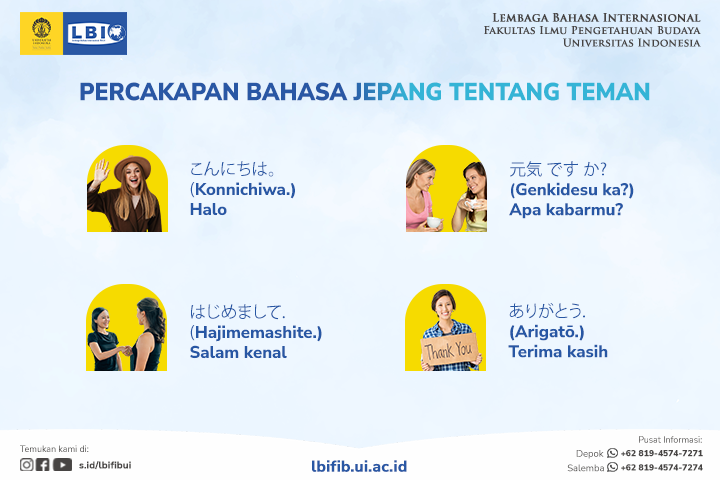 LBI
LEMBAGA BAHASA INTERNASIONAL
FAKULTAS ILMU PENGETAHUAN BUDAYA
UNIVERSITAS INDONESIA
PERCAKAPAN BAHASA JEPANG TENTANG TEMAN
こんにちは。
(Konnichiwa.)
Halo
元気 です か?
(Genkidesu ka?)
Apa kabarmu?
はじめまして.
(Hajimemashite.)
Salam kenal
ありがとう.
(Arigatō.)
Terima kasih
Thank You
Temukan kami di:
s.id/lbifibui
lbifib.ui.ac.id
Pusat Informasi:
Depok +62 819-4574-7271
Salemba +62 819-4574-7274